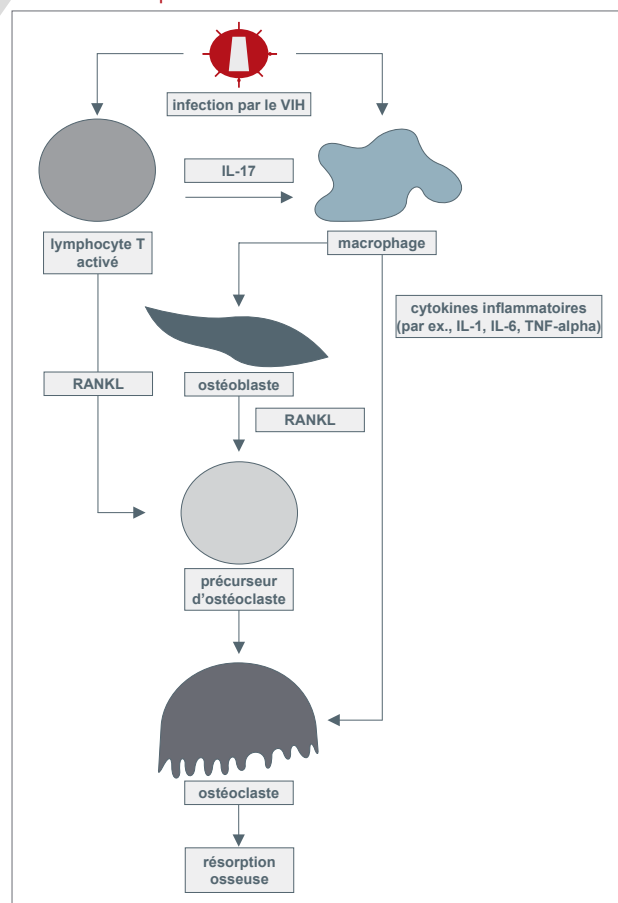 infection par le VIH
IL-17
lymphocyte T
activé
macrophage
cytokines inflammatoires
(par ex., IL-1, IL-6, TNF-alpha)
RANKL
ostéoblaste
RANKL
précurseur
d'ostéoclaste
ostéoclaste
résorption
osseuse